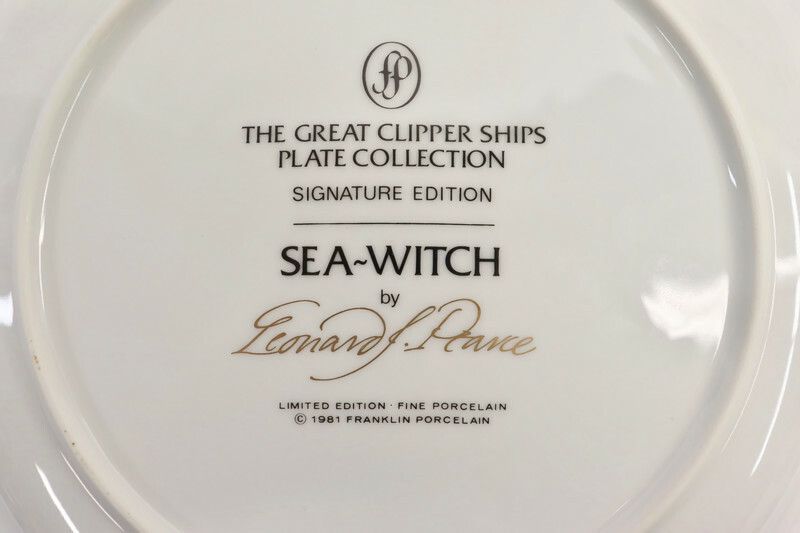 fp
THE GREAT CLIPPER SHIPS
PLATE COLLECTION
SIGNATURE EDITION
SEA~WITCH
by
Leonard J. Pearce
LIMITED EDITION · FINE PORCELAIN
© 1981 FRANKLIN PORCELAIN